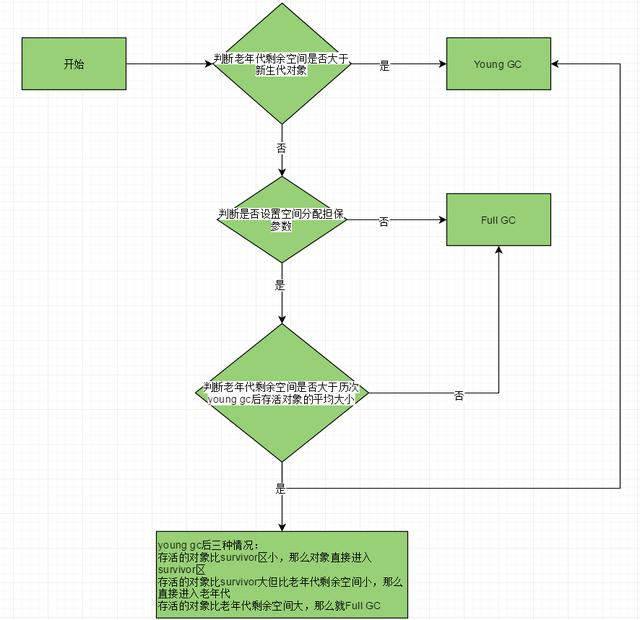 开始
判断老年代剩余空间是否大于
新生代对象
是
Young GC
否
判断是否设置空间分配担保
参数
否
Full GC
是
判断老年代剩余空间是否大于历次
young gc后存活对象的平均大小
否
是
young gc后三种情况：
存活的对象比survivor区小，那么对象直接进入
survivor区
存活的对象比survivor大但比老年代剩余空间小，那么
直接进入老年代
存活的对象比老年代剩余空间大，那么就Full GC